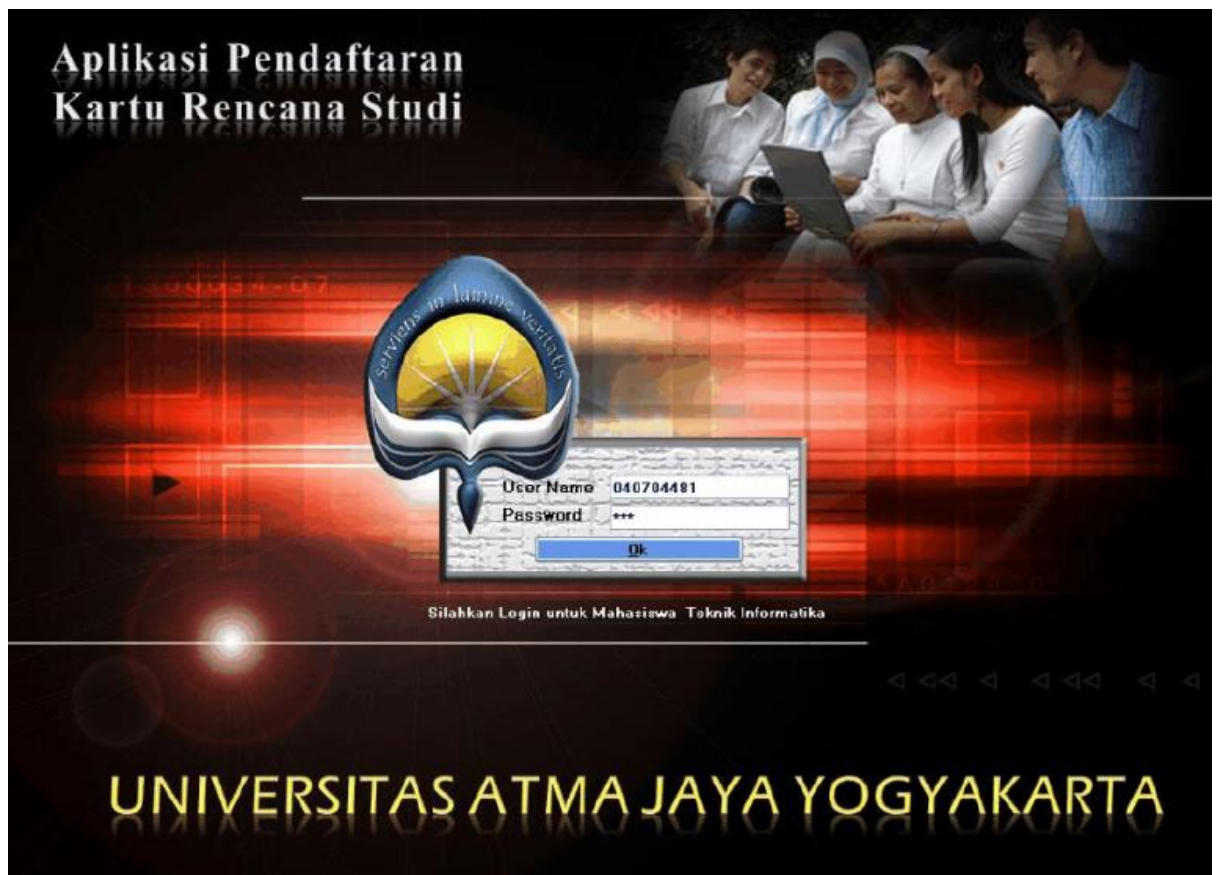 Aplikasi Pendaftaran
Kartu Rencana Studi
serviens in lumine veritatis
User Name 040704481
Password ***
Ok
Silahkan Login untuk Mahasiswa Teknik Informatika
UNIVERSITAS ATMA JAYA YOGYAKARTA